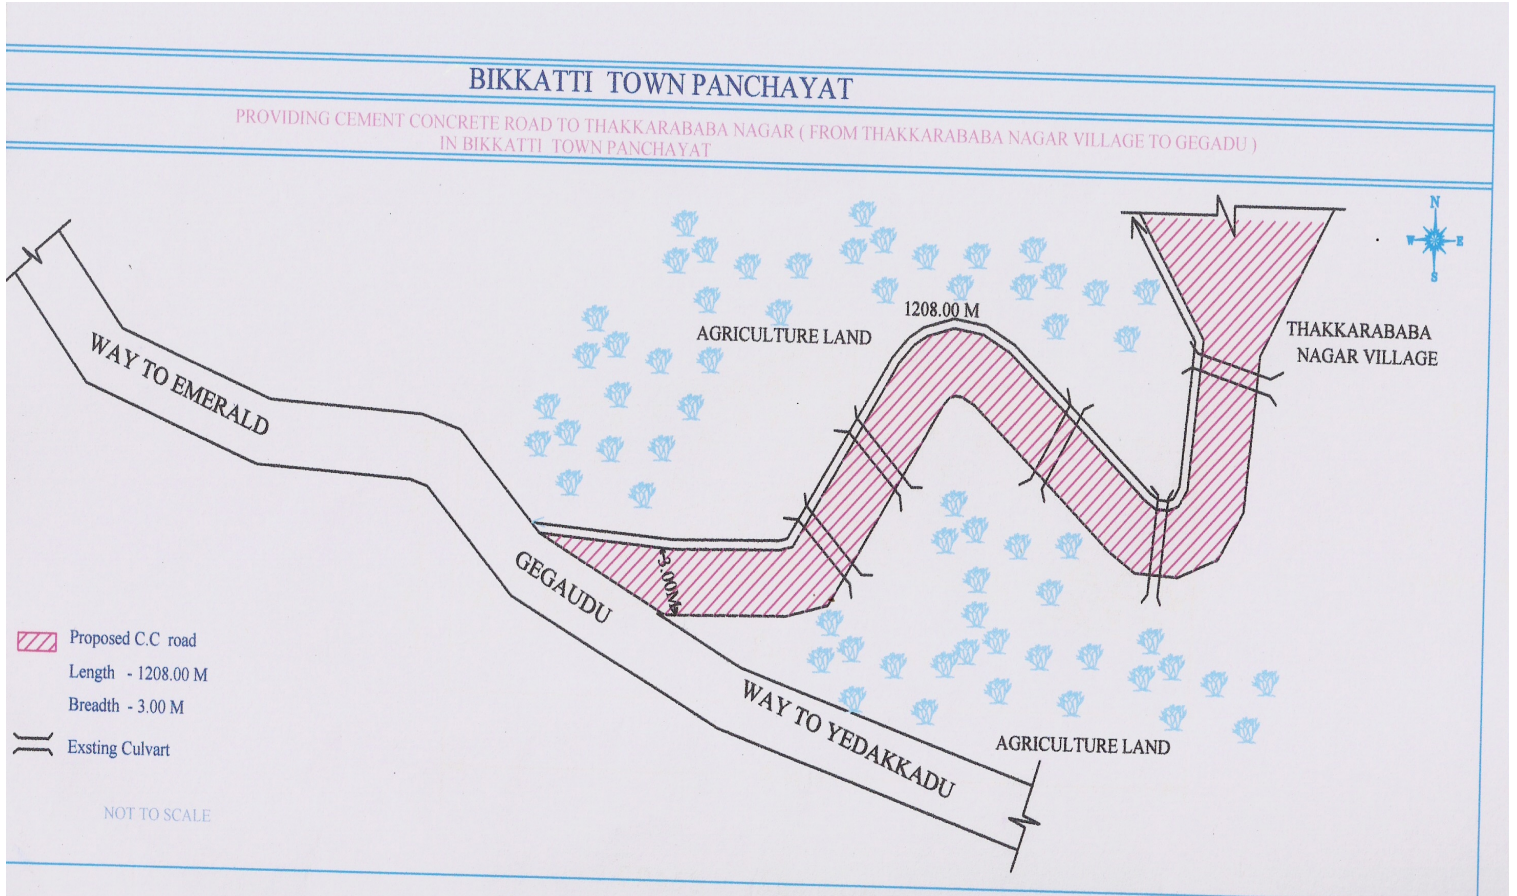 BIKKATTI TOWN PANCHAYAT
PROVIDING CEMENT CONCRETE ROAD TO THAKKARABABA NAGAR ( FROM THAKKARABABA NAGAR VILLAGE TO GEGADU )
IN BIKKATTI TOWN PANCHAYAT
N
W E
S
1208.00 M
AGRICULTURE LAND
THAKKARABABA
NAGAR VILLAGE
WAY TO EMERALD
GEGAUDU
3.00M
WAY TO YEDAKKADU
AGRICULTURE LAND
Proposed C.C road
Length - 1208.00 M
Breadth - 3.00 M
Exsting Culvart
NOT TO SCALE